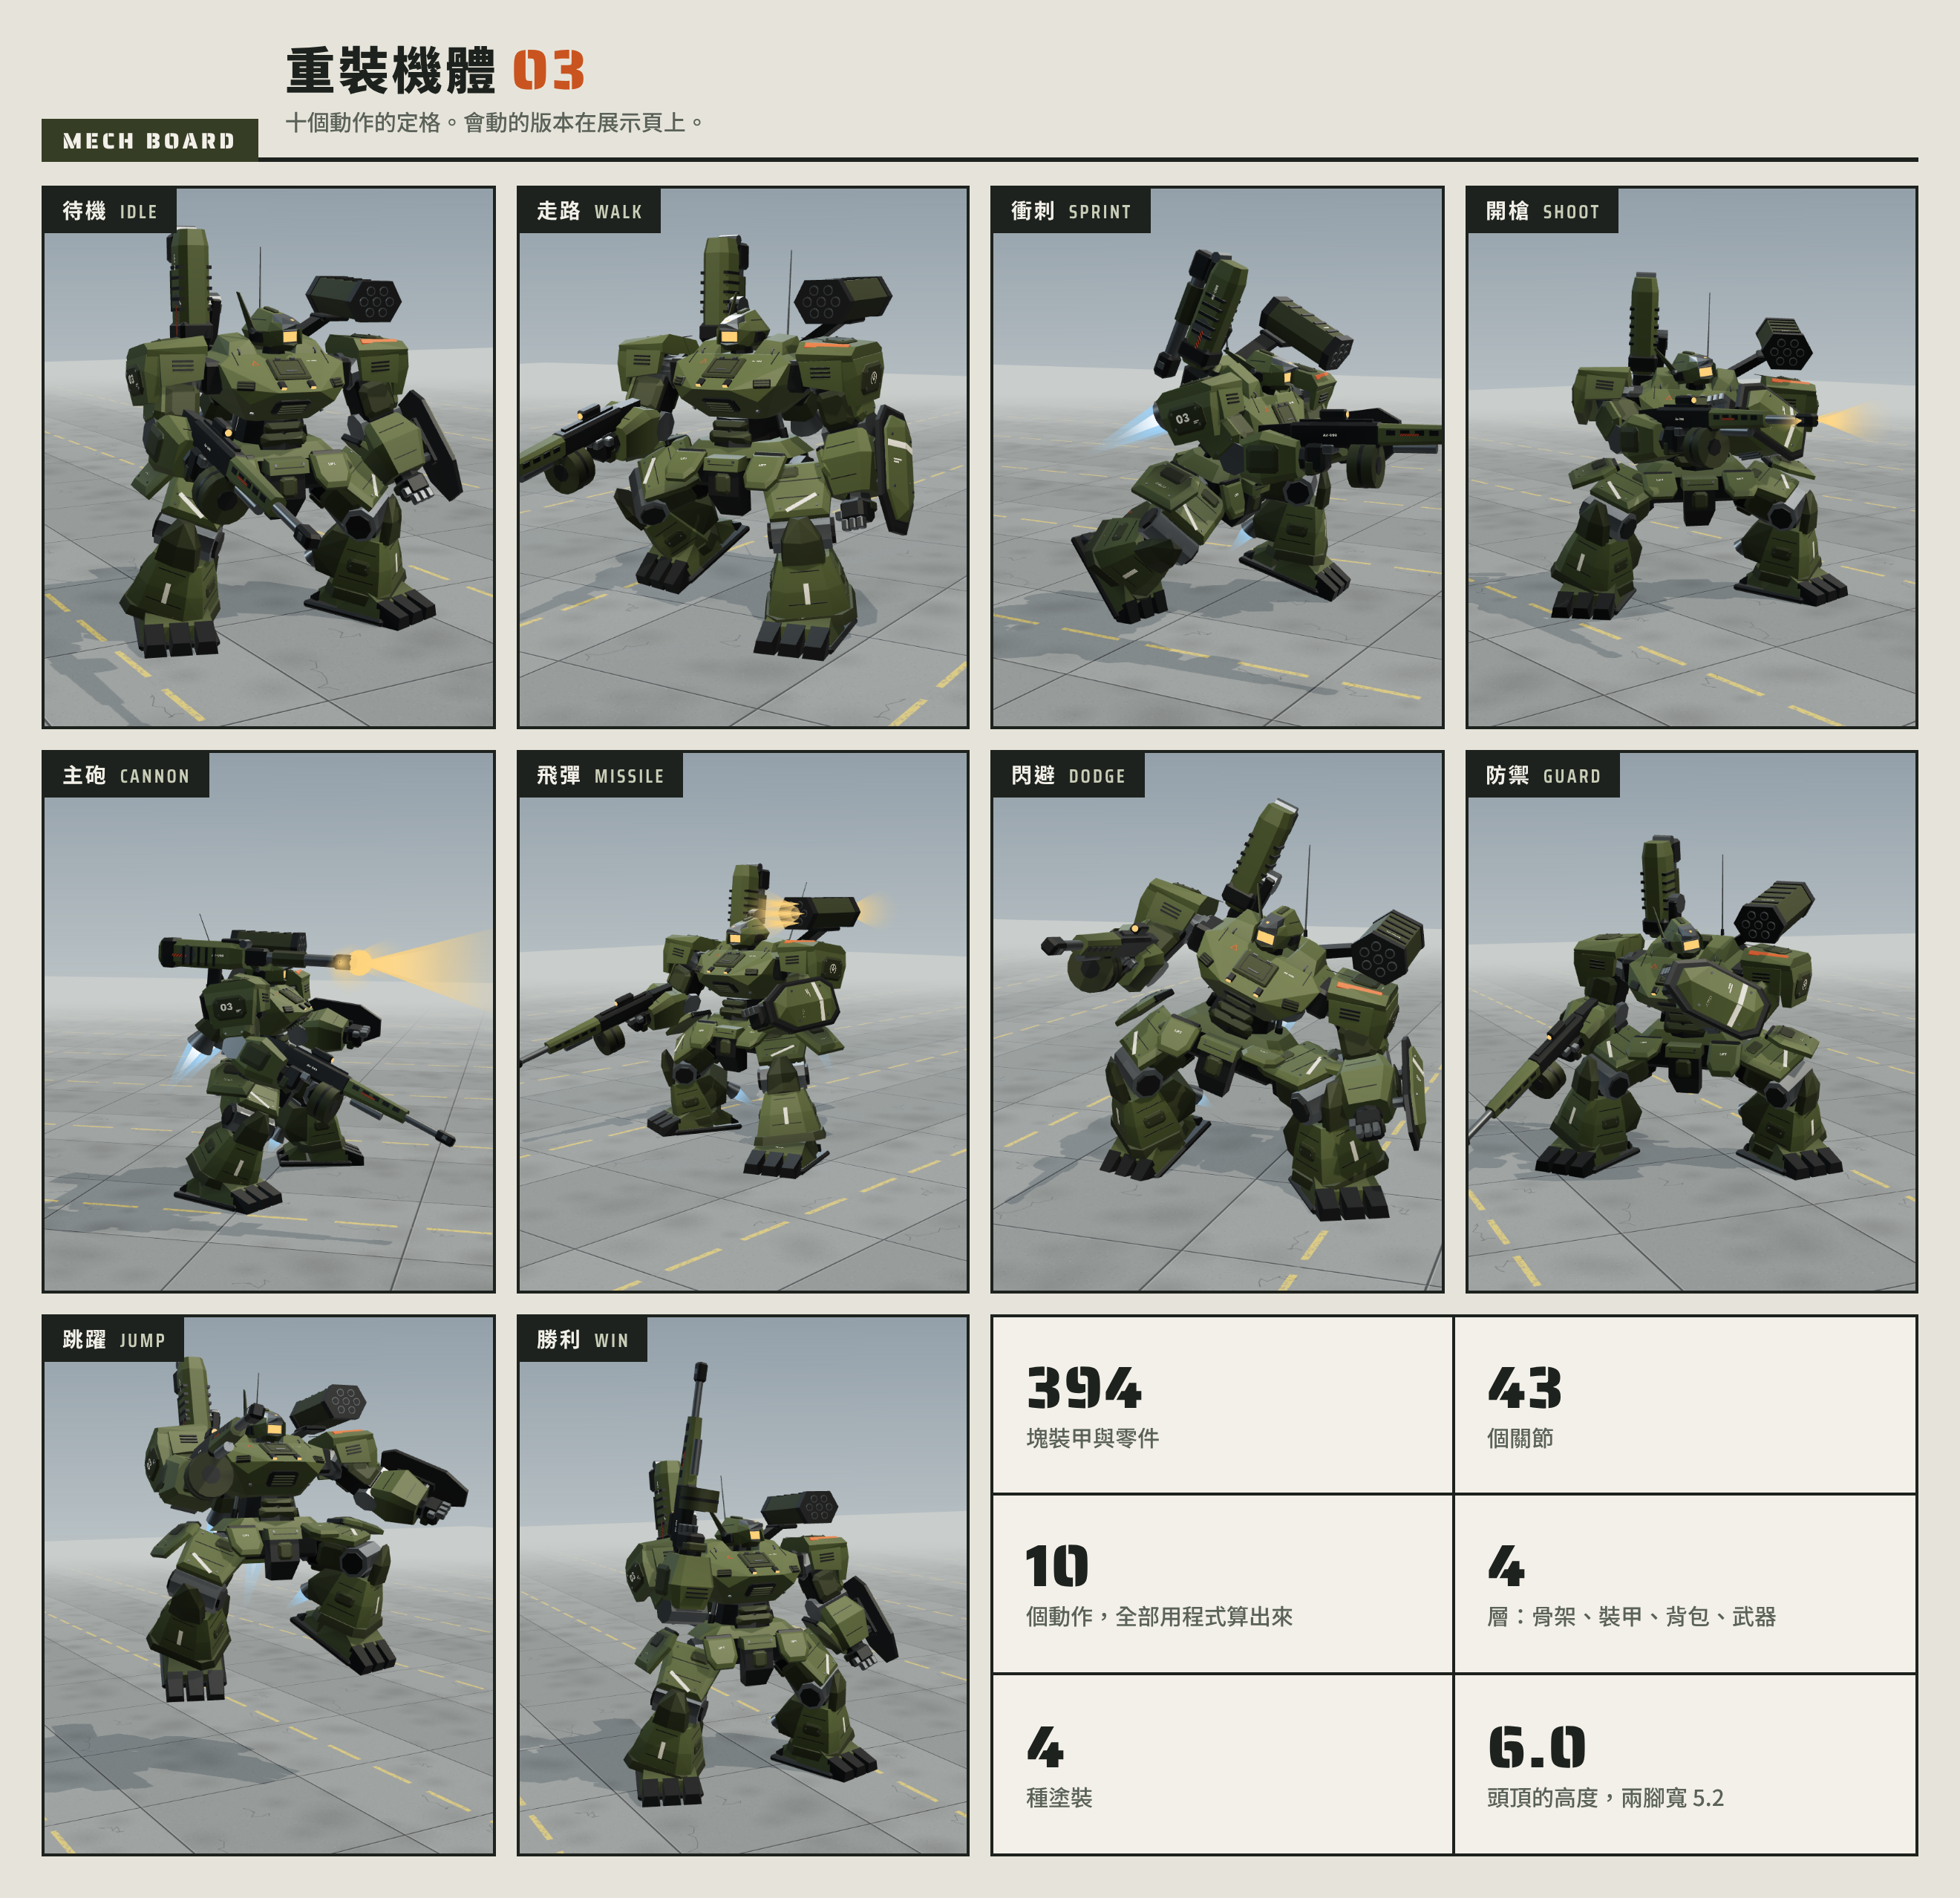 重裝機體 03
十個動作的定格。會動的版本在展示頁上。
MECH BOARD
待機 IDLE
走路 WALK
衝刺 SPRINT
開槍 SHOOT
03
主砲 CANNON
飛彈 MISSILE
閃避 DODGE
防禦 GUARD
03
跳躍 JUMP
勝利 WIN
394
塊裝甲與零件
43
個關節
10
個動作，全部用程式算出來
4
層：骨架、裝甲、背包、武器
4
種塗裝
6.0
頭頂的高度，兩腳寬 5.2